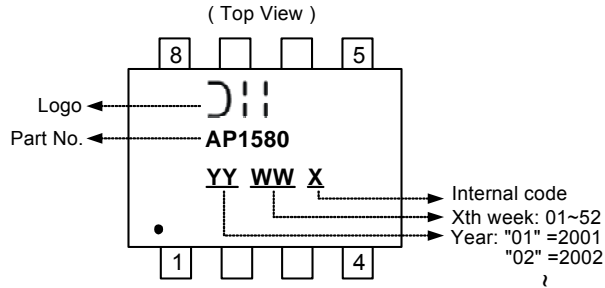 ( Top View )
8 5
Logo
Part No. AP1580
YY WW X
Internal code
Xth week: 01~52
Year: "01" =2001
"02" =2002
~
1 4